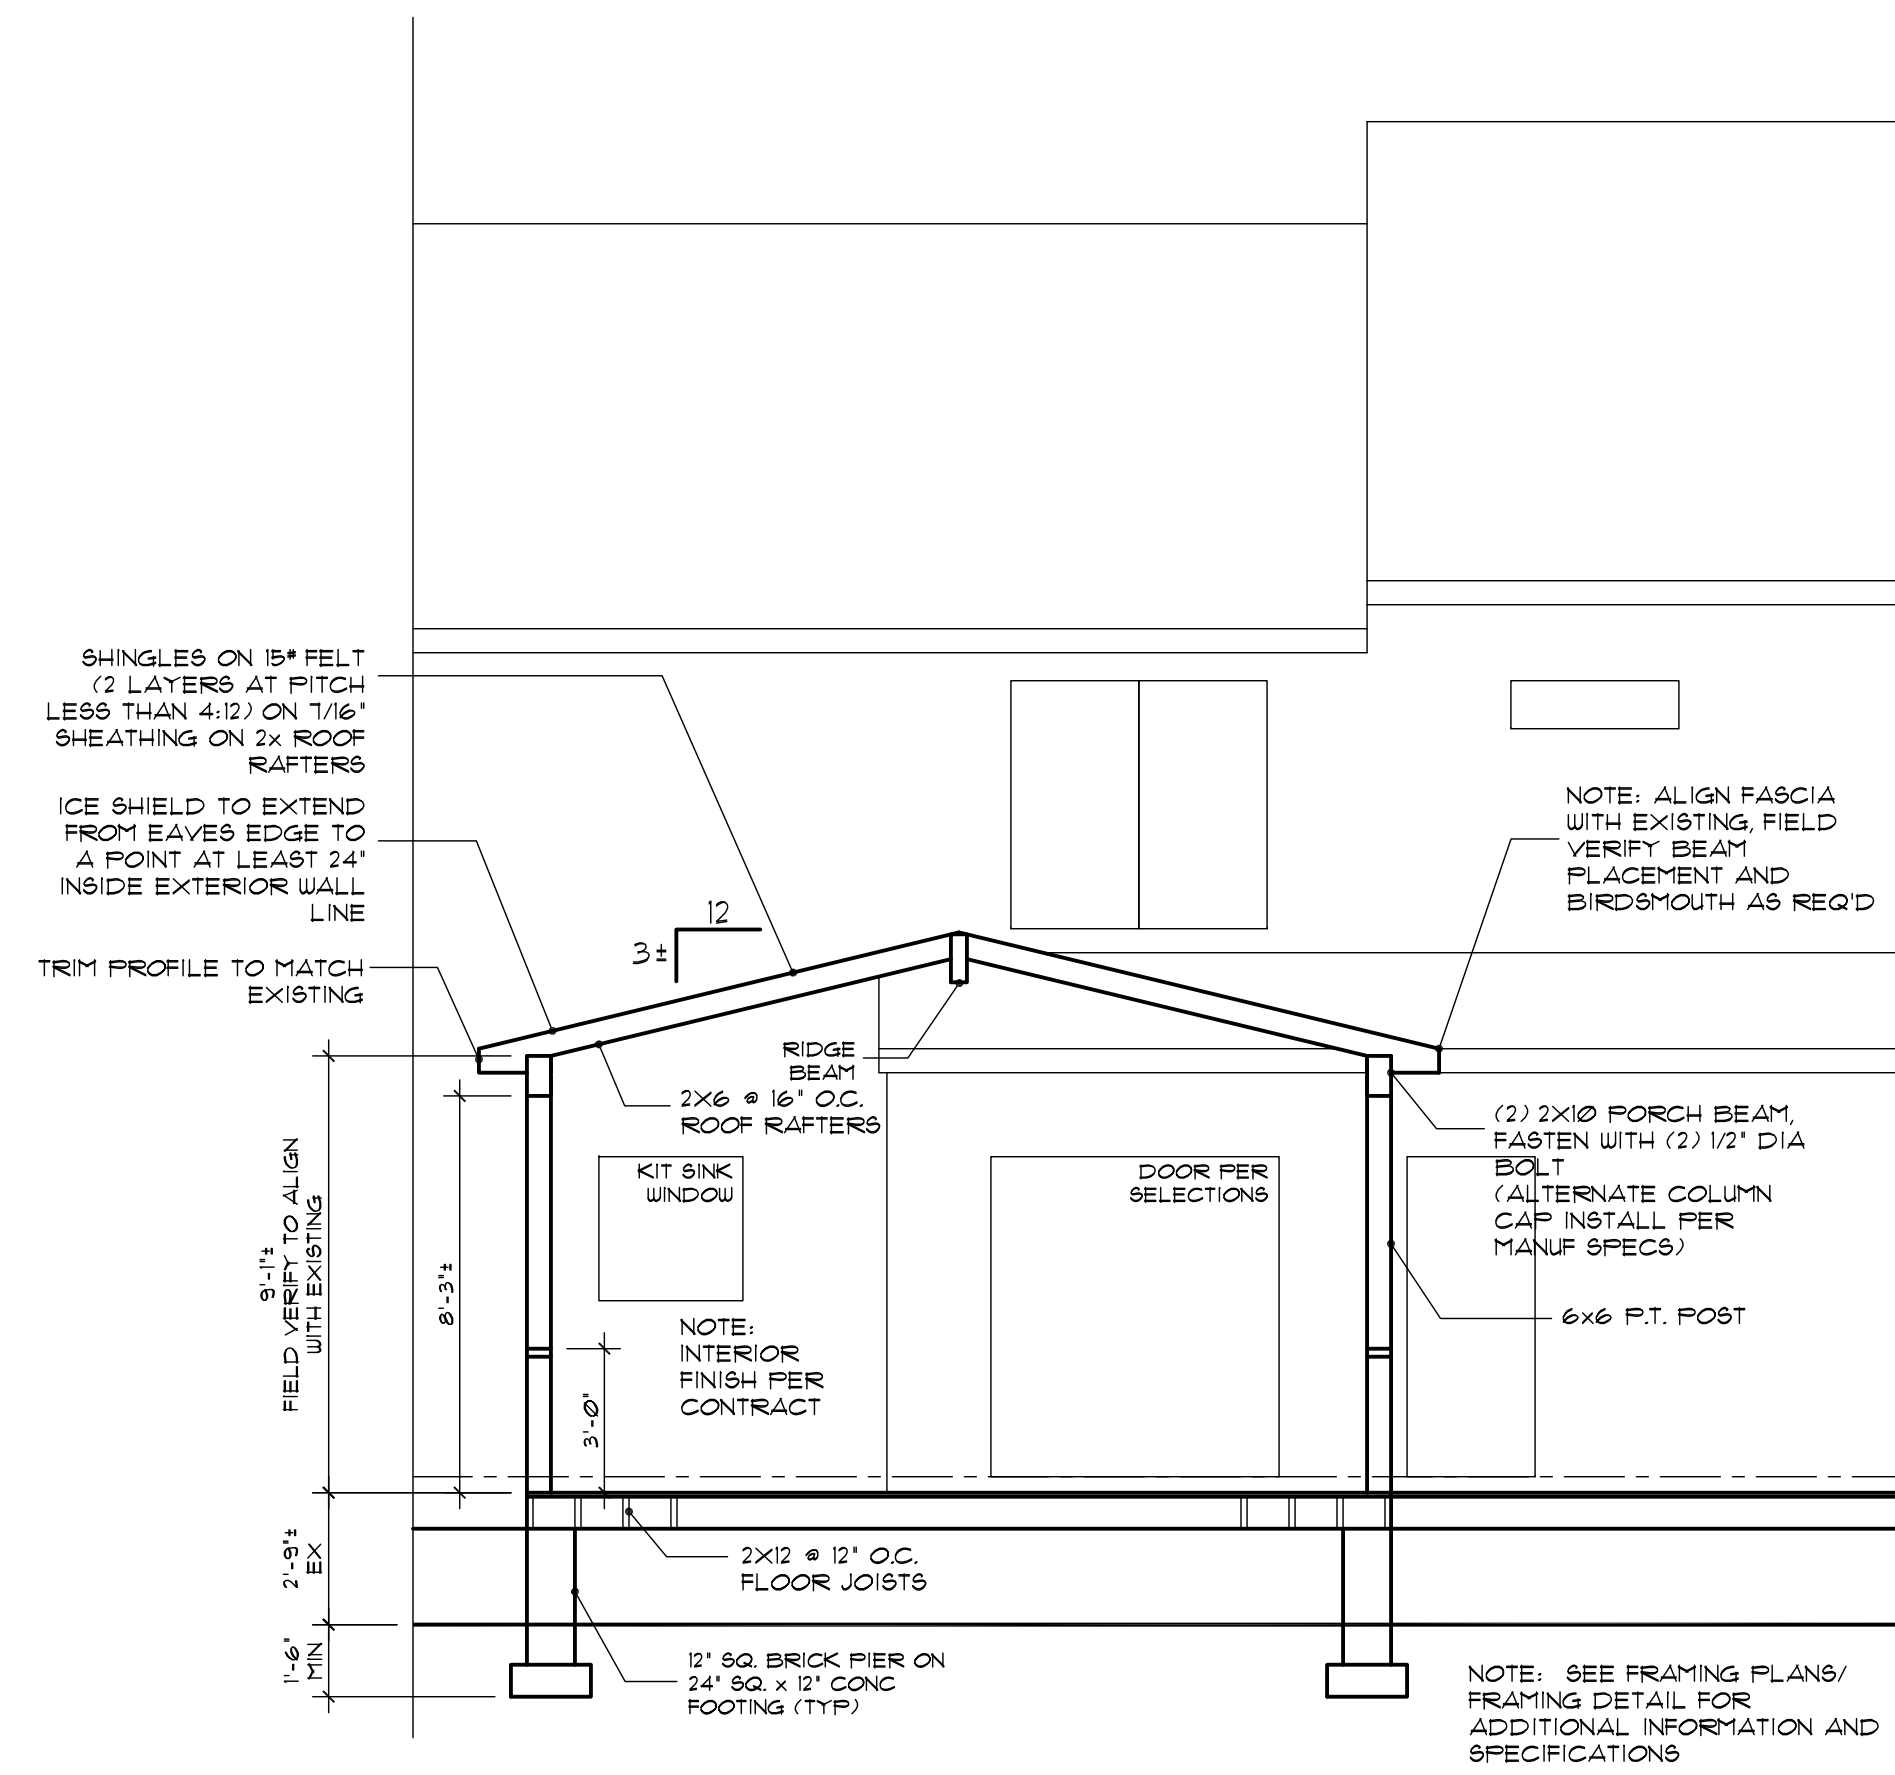 SHINGLES ON 15# FELT
(2 LAYERS AT PITCH
LESS THAN 4:12) ON 7/16"
SHEATHING ON 2x ROOF
RAFTERS
ICE SHIELD TO EXTEND
FROM EAVES EDGE TO
A POINT AT LEAST 24"
INSIDE EXTERIOR WALL
LINE
TRIM PROFILE TO MATCH
EXISTING
12
3±
NOTE: ALIGN FASCIA
WITH EXISTING, FIELD
VERIFY BEAM
PLACEMENT AND
BIRDSMOUTH AS REQ'D
RIDGE
BEAM
2X6 @ 16" O.C.
ROOF RAFTERS
(2) 2X10 PORCH BEAM,
FASTEN WITH (2) 1/2" DIA
BOLT
(ALTERNATE COLUMN
CAP INSTALL PER
MANUF SPECS)
KIT SINK
WINDOW
DOOR PER
SELECTIONS
6x6 P.T. POST
NOTE:
INTERIOR
FINISH PER
CONTRACT
9'-1"±
FIELD VERIFY TO ALIGN
WITH EXISTING
8'-3"±
3'-0"
2'-9"±
EX
1'-6"
MIN
2X12 @ 12" O.C.
FLOOR JOISTS
12" SQ. BRICK PIER ON
24" SQ. x 12" CONC
FOOTING (TYP)
NOTE: SEE FRAMING PLANS/
FRAMING DETAIL FOR
ADDITIONAL INFORMATION AND
SPECIFICATIONS